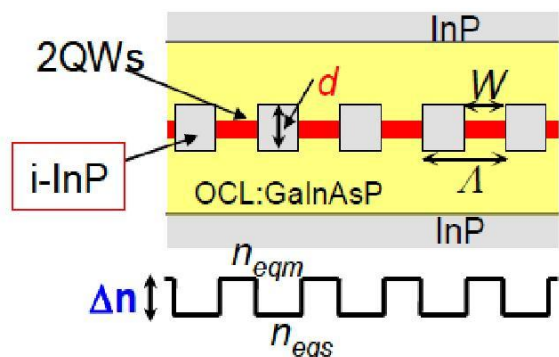 InP
2QWs
d
W
i-InP
Λ
OCL:GaInAsP
InP
n_eqm
Δn
n_eqs